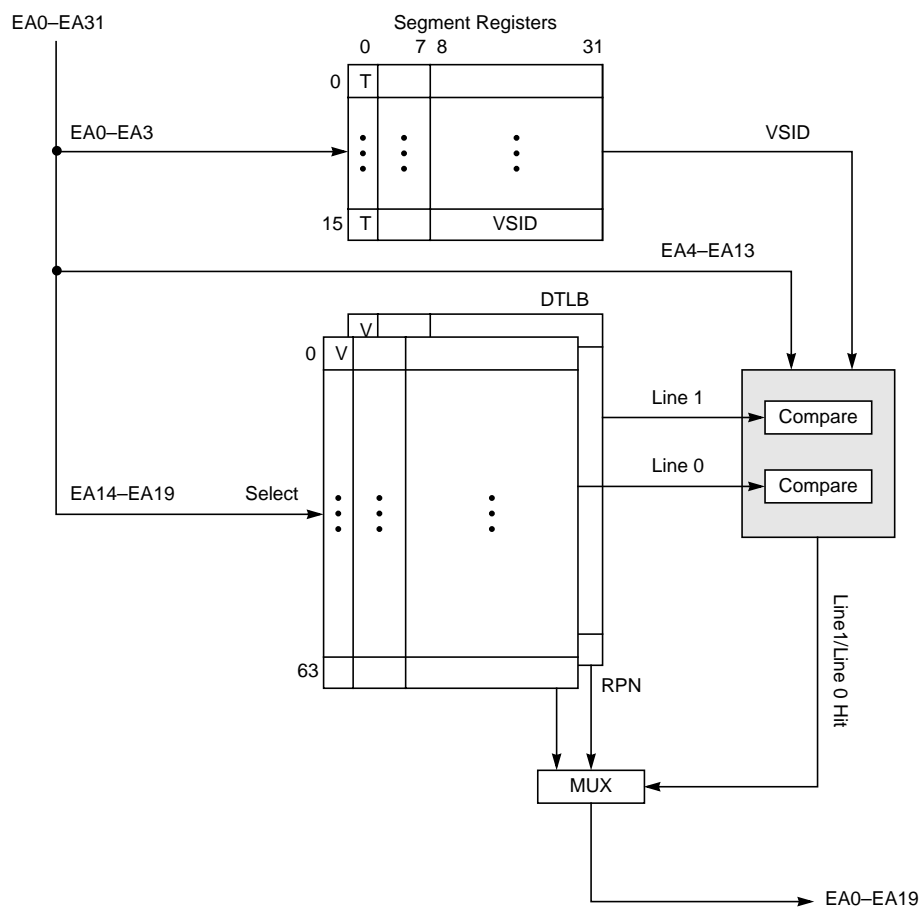 EA0–EA31
Segment Registers
0 7 8 31
0 T
EA0–EA3
VSID
15 T VSID
EA4–EA13
DTLB
V
0 V
Line 1
Compare
Line 0
Compare
EA14–EA19 Select
Line1/Line 0 Hit
63
RPN
MUX
EA0–EA19